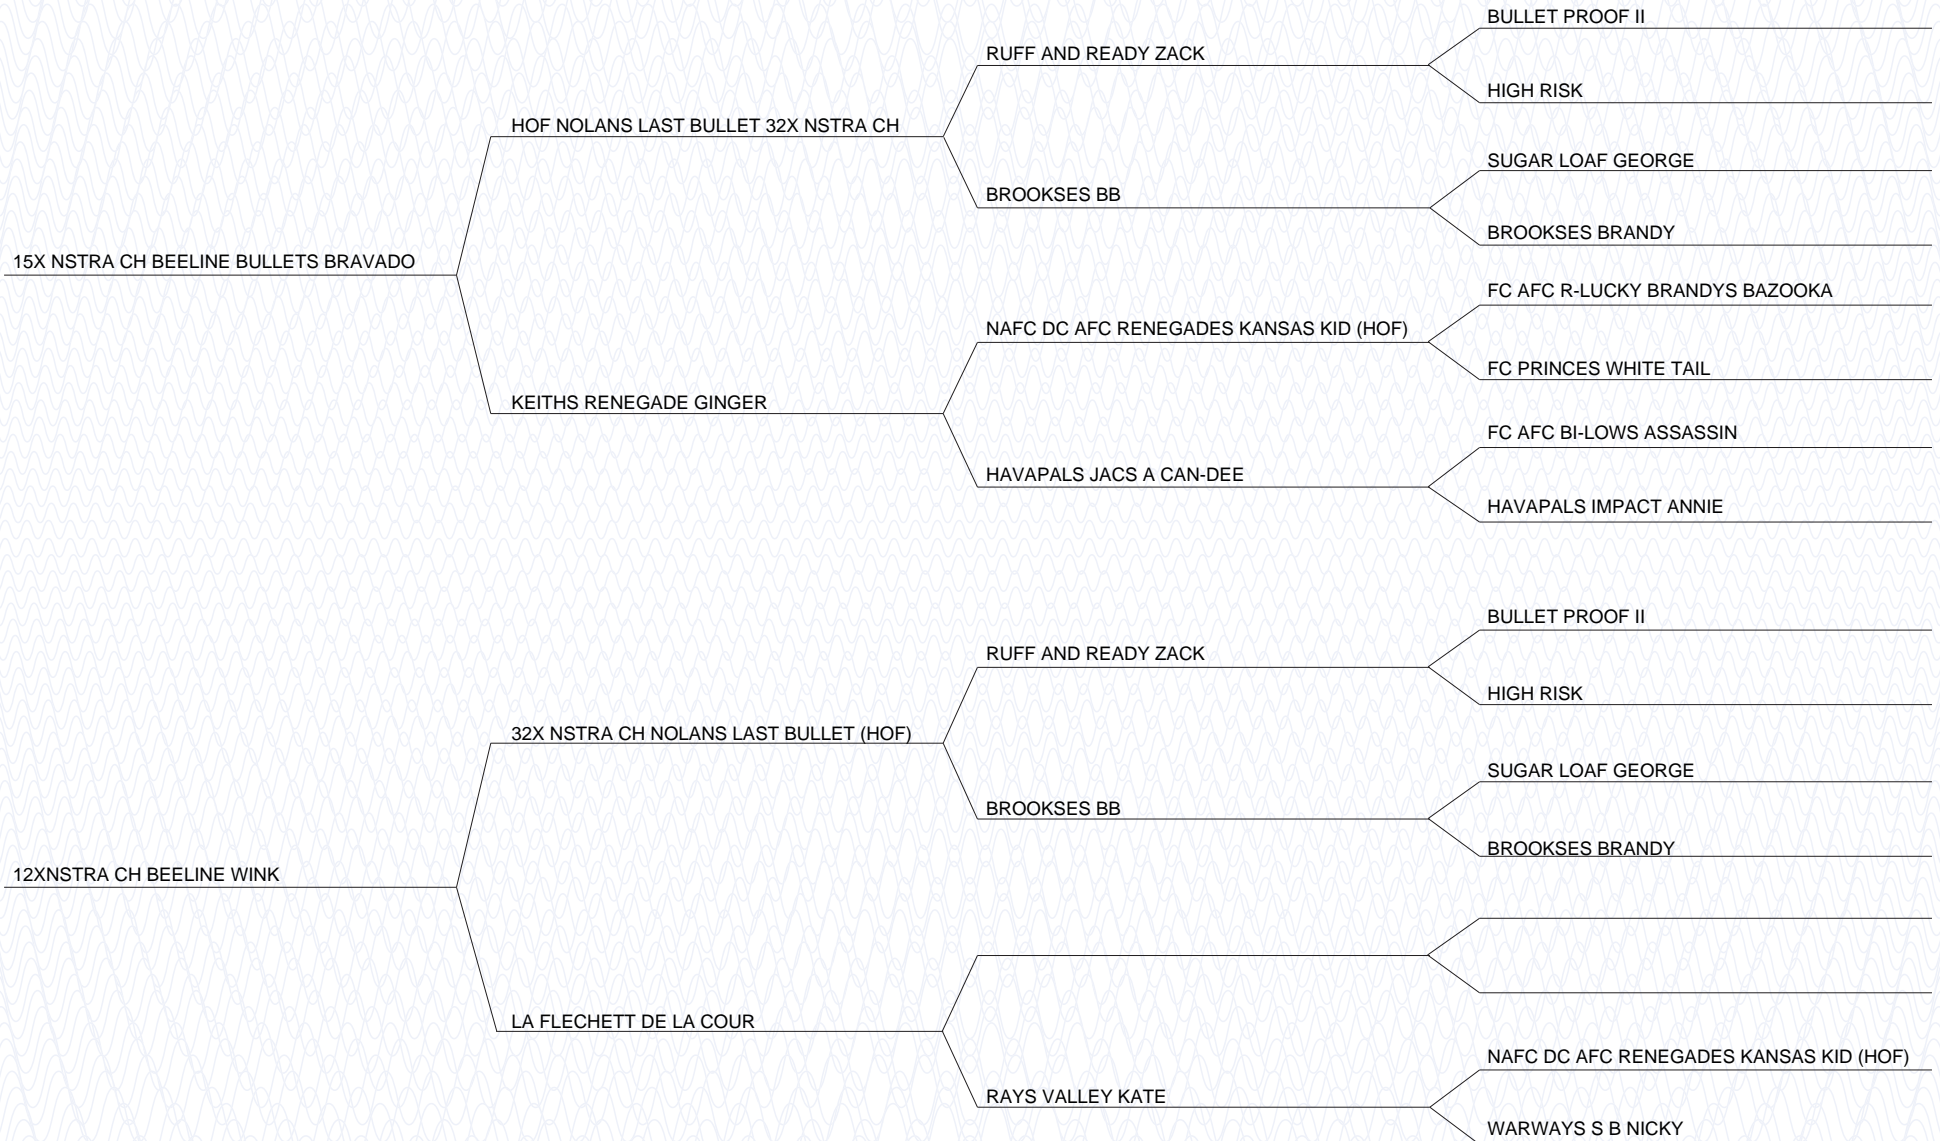 BULLET PROOF II
RUFF AND READY ZACK
HIGH RISK
HOF NOLANS LAST BULLET 32X NSTRA CH
SUGAR LOAF GEORGE
BROOKSES BB
BROOKSES BRANDY
15X NSTRA CH BEELINE BULLETS BRAVADO
FC AFC R-LUCKY BRANDYS BAZOOKA
NAFC DC AFC RENEGADES KANSAS KID (HOF)
FC PRINCES WHITE TAIL
KEITHS RENEGADE GINGER
FC AFC BI-LOWS ASSASSIN
HAVAPALS JACS A CAN-DEE
HAVAPALS IMPACT ANNIE
BULLET PROOF II
RUFF AND READY ZACK
HIGH RISK
32X NSTRA CH NOLANS LAST BULLET (HOF)
SUGAR LOAF GEORGE
BROOKSES BB
BROOKSES BRANDY
12XNSTRA CH BEELINE WINK
LA FLECHETT DE LA COUR
NAFC DC AFC RENEGADES KANSAS KID (HOF)
RAYS VALLEY KATE
WARWAYS S B NICKY